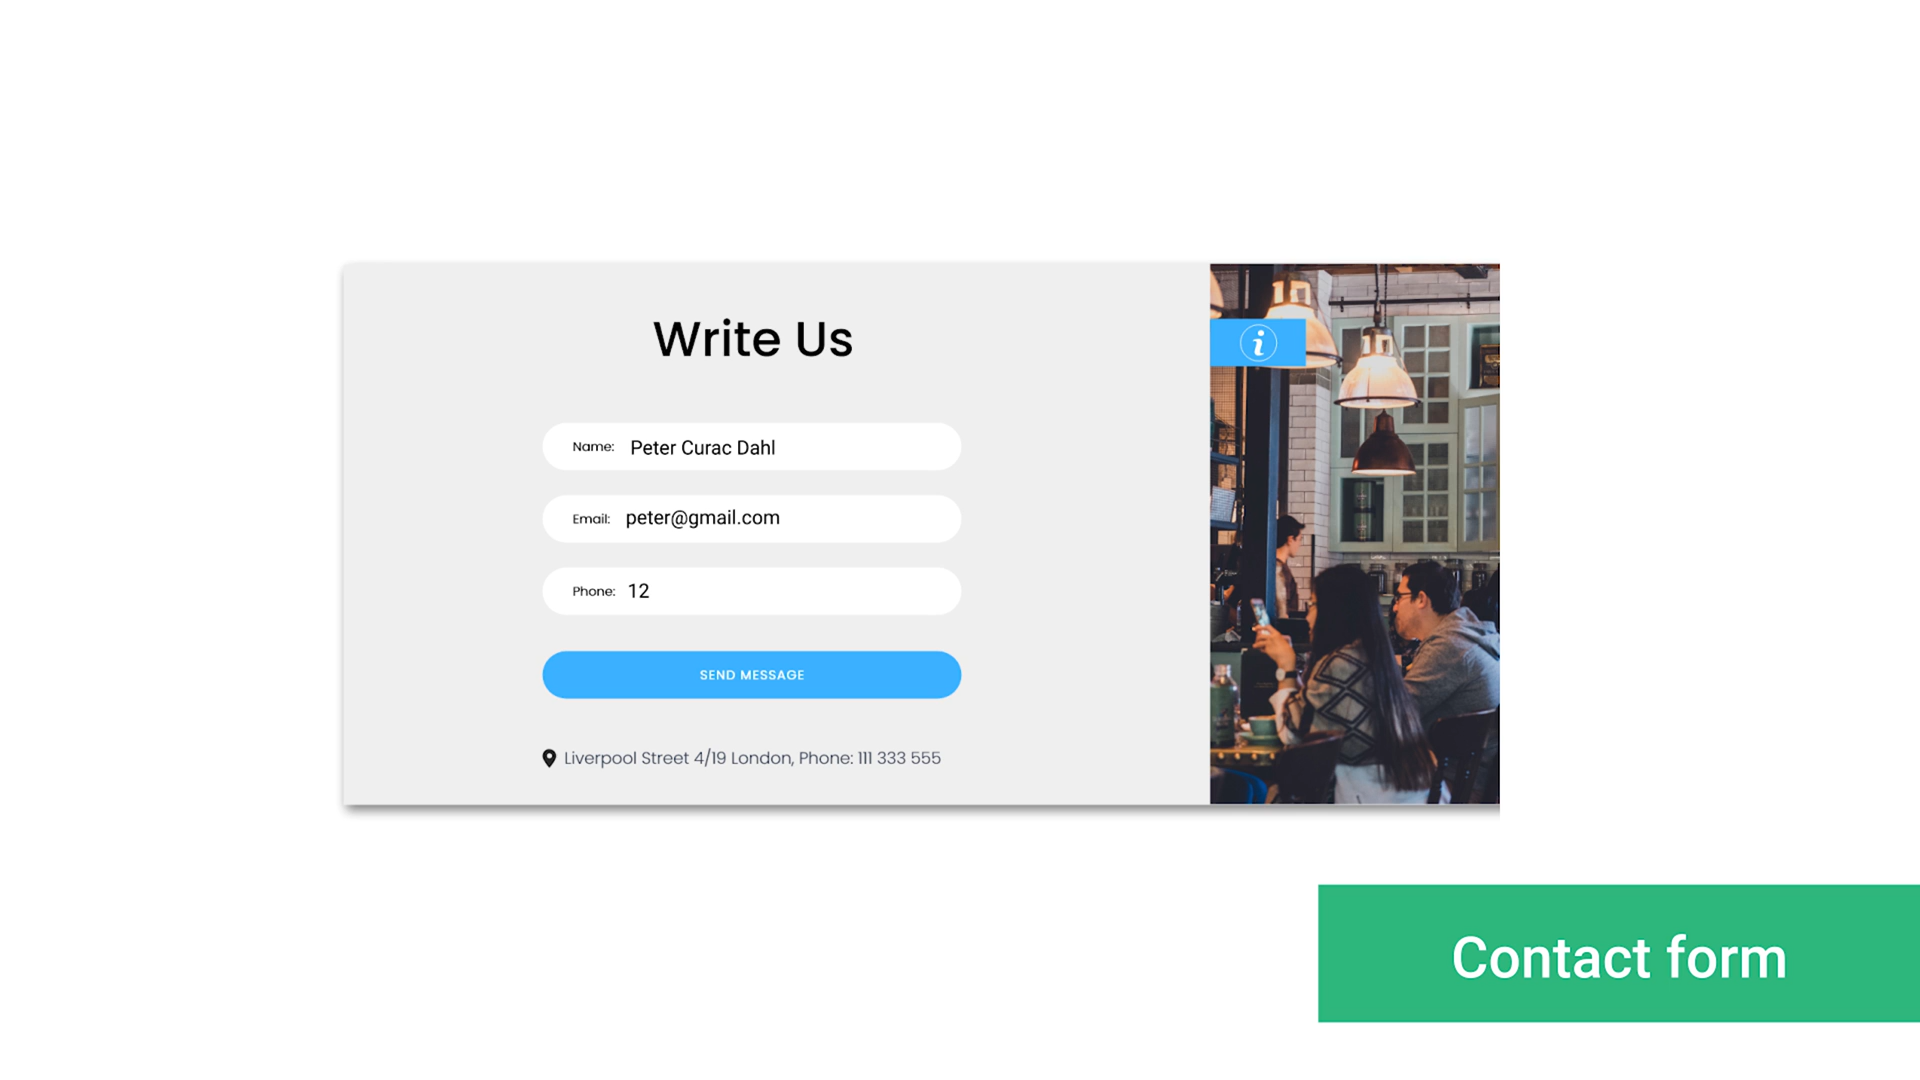 Write Us
i
Name: Peter Curac Dahl
Email: peter@gmail.com
Phone: 12
SEND MESSAGE
Liverpool Street 4/19 London, Phone: 111 333 555
Contact form